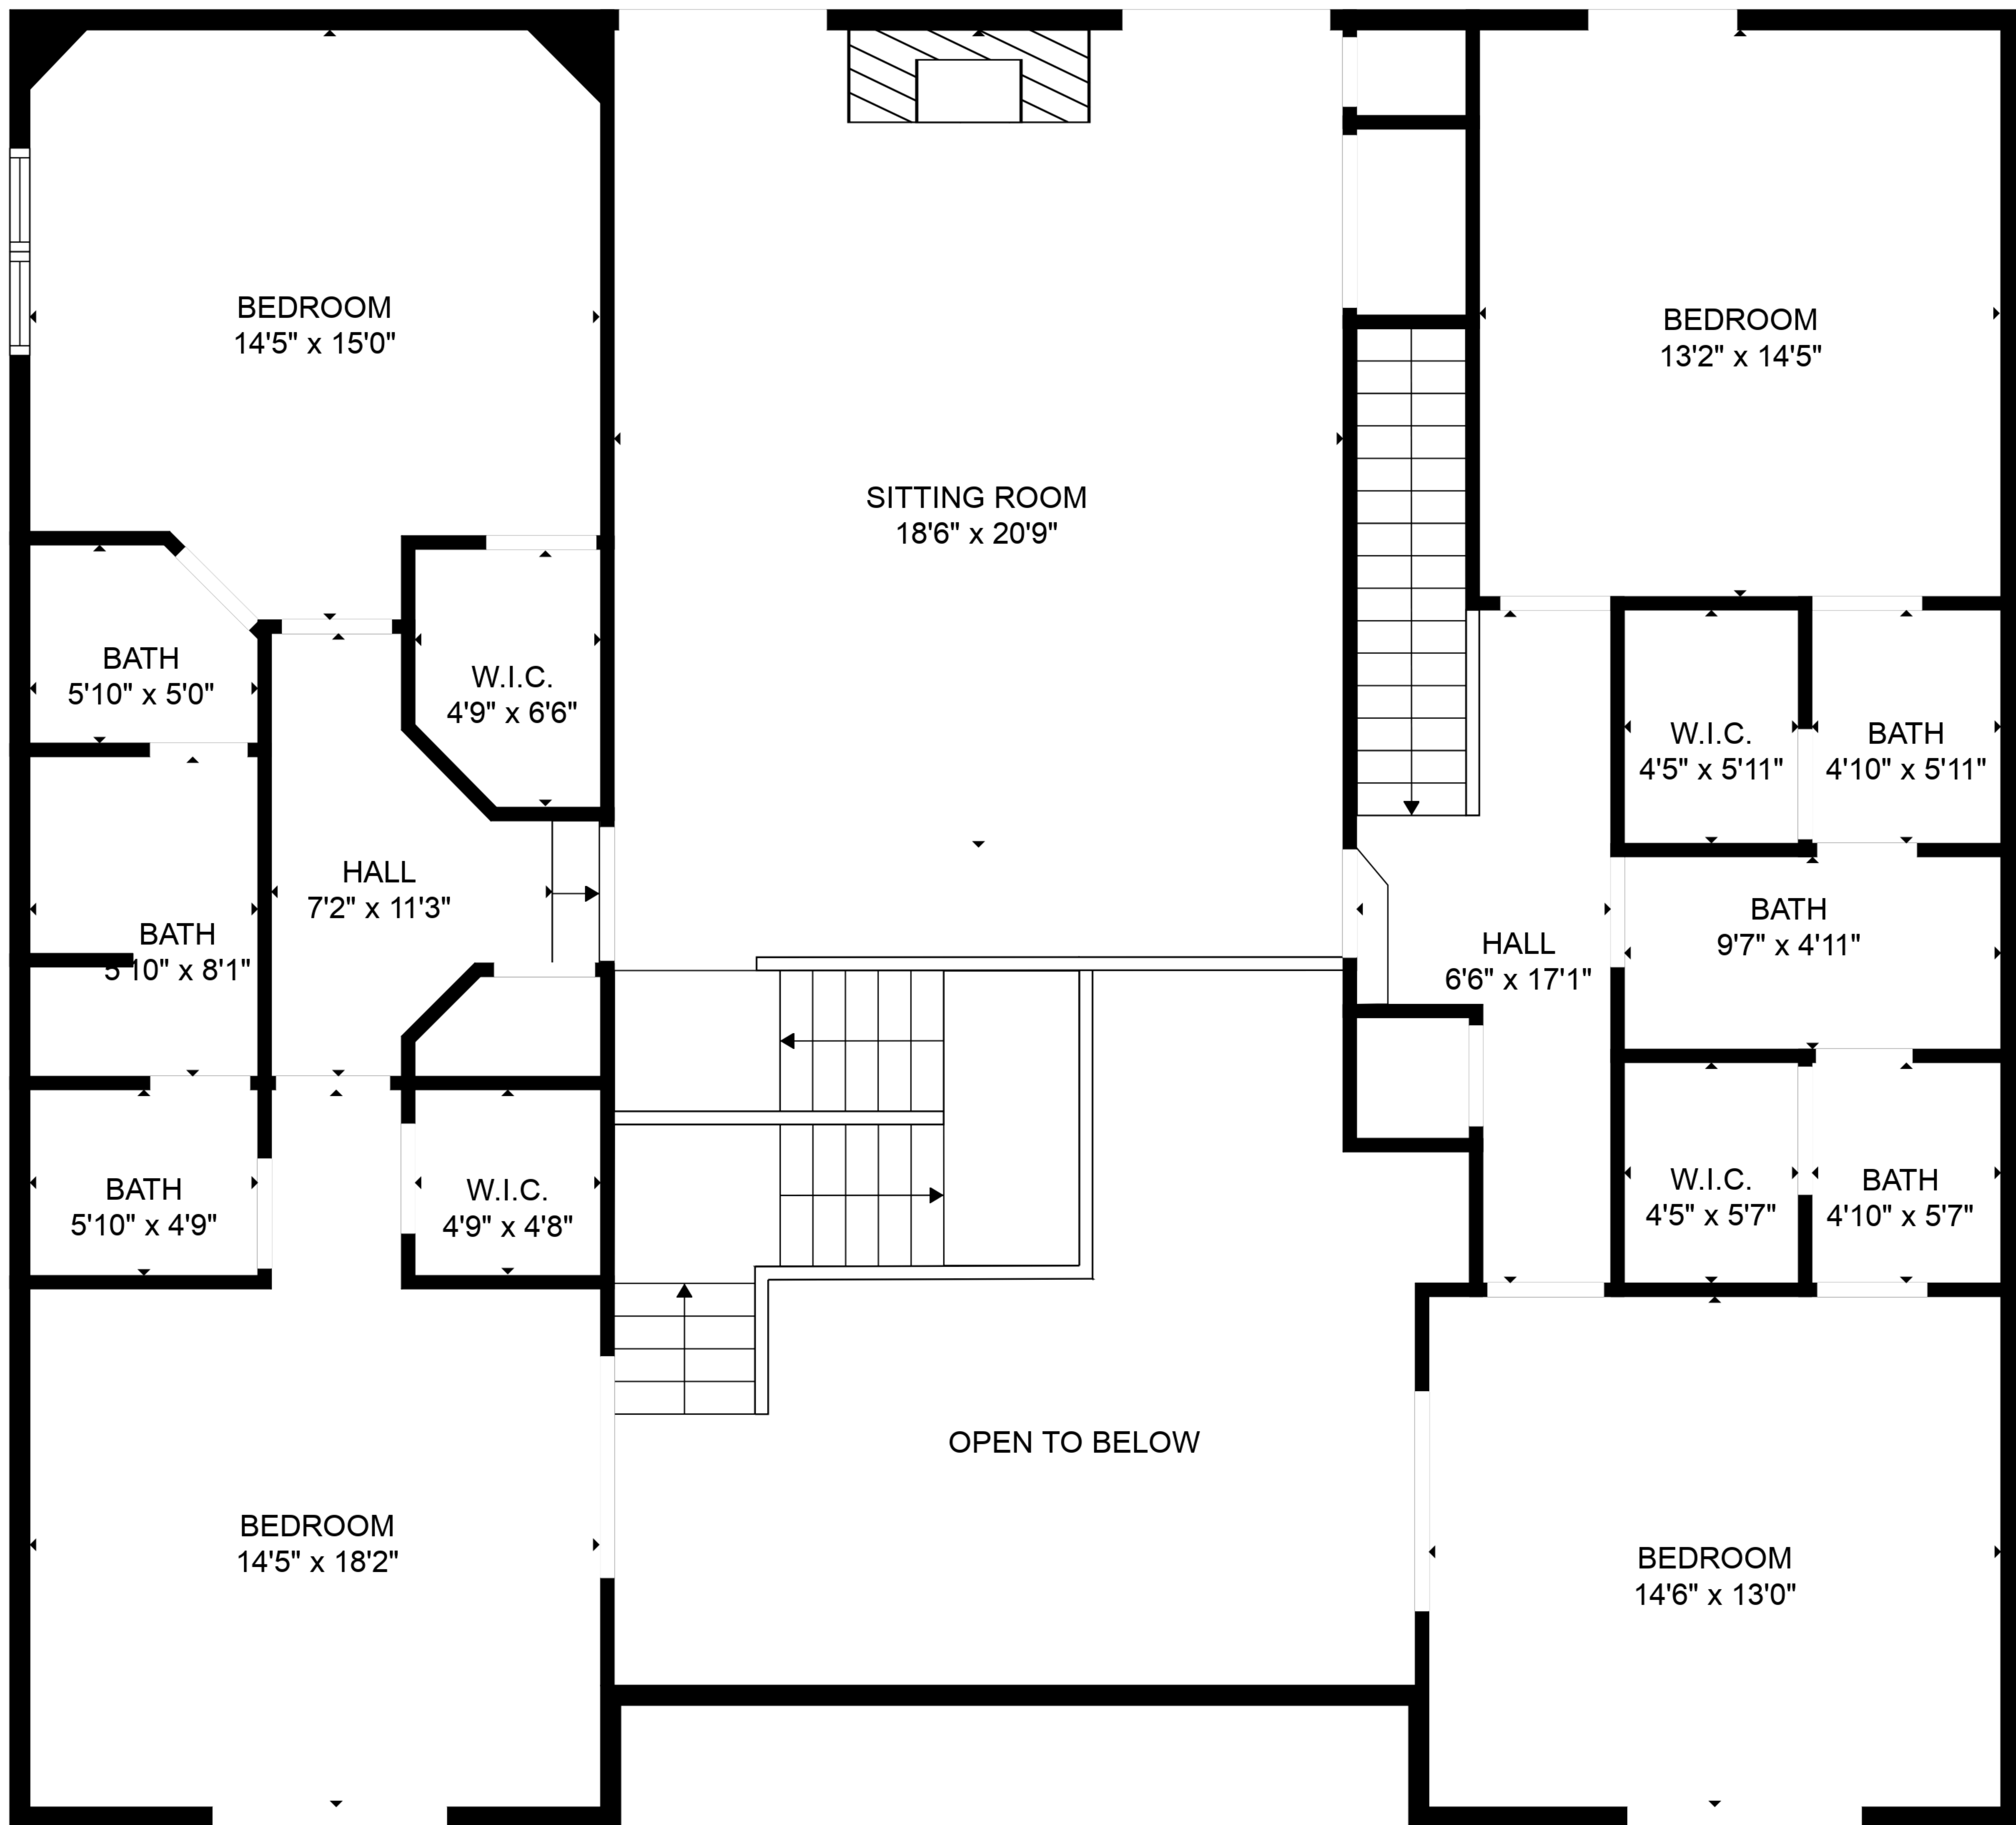 BEDROOM
14'5" x 15'0"
BEDROOM
13'2" x 14'5"
SITTING ROOM
18'6" x 20'9"
BATH
5'10" x 5'0"
W.I.C.
4'9" x 6'6"
W.I.C.
4'5" x 5'11"
BATH
4'10" x 5'11"
HALL
7'2" x 11'3"
BATH
5'10" x 8'1"
HALL
6'6" x 17'1"
BATH
9'7" x 4'11"
BATH
5'10" x 4'9"
W.I.C.
4'9" x 4'8"
W.I.C.
4'5" x 5'7"
BATH
4'10" x 5'7"
OPEN TO BELOW
BEDROOM
14'5" x 18'2"
BEDROOM
14'6" x 13'0"